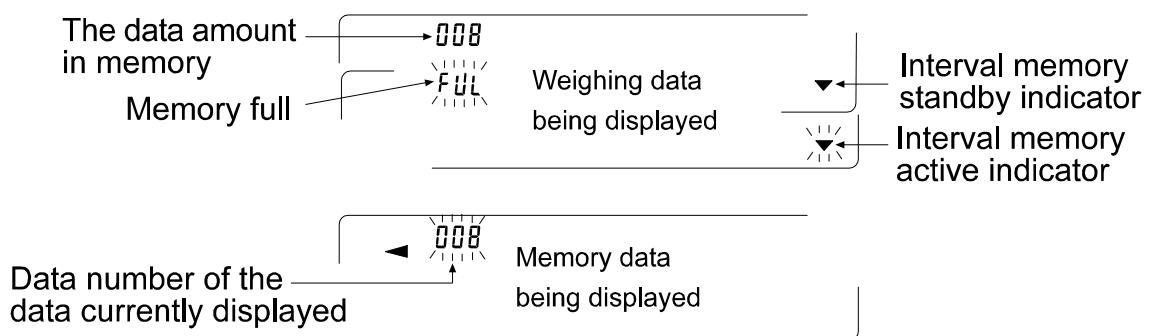 The data amount
in memory
008
FUL
Memory full
Weighing data
being displayed
Interval memory
standby indicator
Interval memory
active indicator
008
Memory data
being displayed
Data number of the
data currently displayed